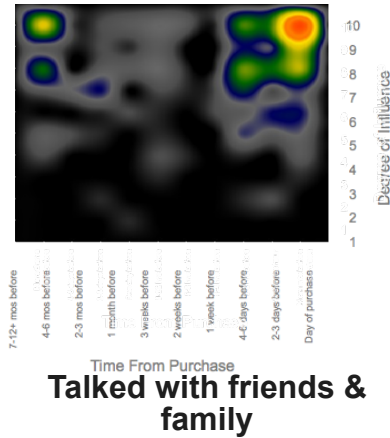 10
9
8
7
6
5
4
3
2
1
Degree of Influence
7-12+ mos before
4-6 mos before
2-3 mos before
1 month before
3 weeks before
2 weeks before
1 week before
4-6 days before
2-3 days before
Day of purchase
Time From Purchase
Talked with friends &
family